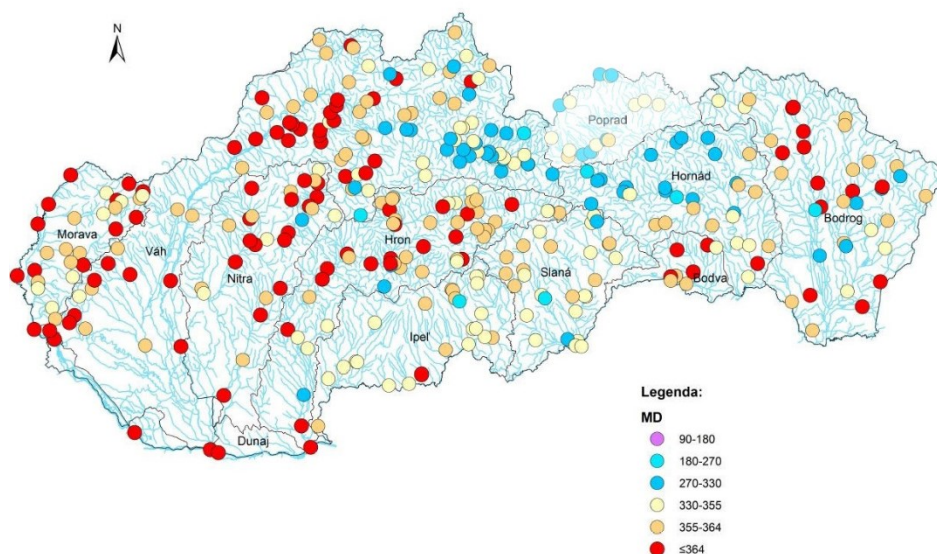 N
Poprad
Hornád
Bodrog
Morava
Váh
Hron
Nitra
Slaná
Bodva
Ipeľ
Dunaj
Legenda:
MD
90-180
180-270
270-330
330-355
355-364
≤364